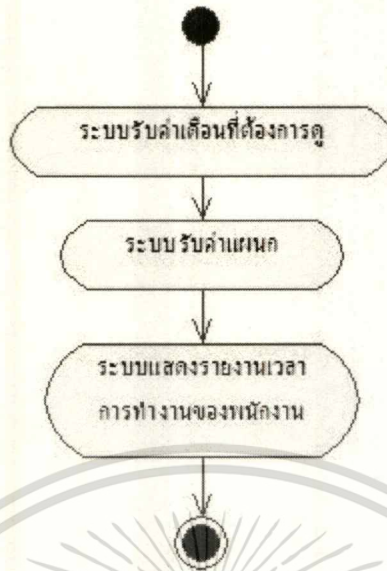 ระบบรับค่าเดือนที่ต้องการดู
ระบบรับค่าแผนก
ระบบแสดงรายงานเวลา
การทำงานของพนักงาน